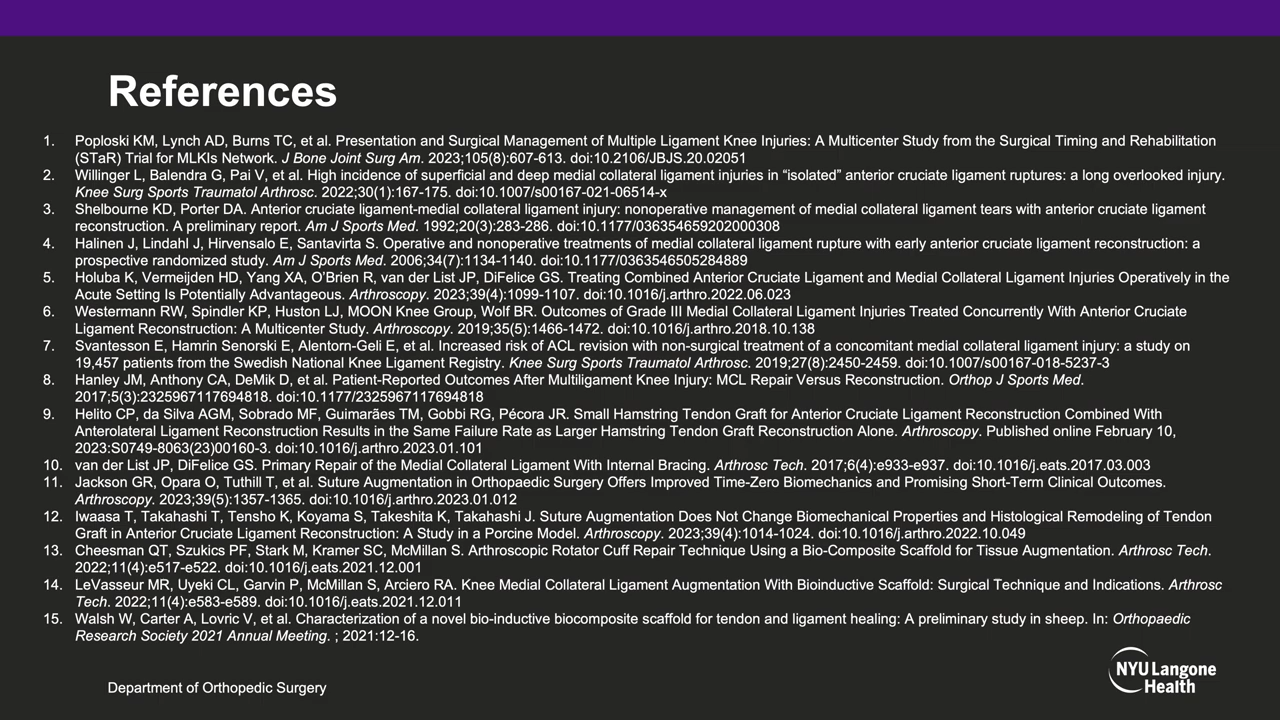 References
1. Poploski KM, Lynch AD, Burns TC, et al. Presentation and Surgical Management of Multiple Ligament Knee Injuries: A Multicenter Study from the Surgical Timing and Rehabilitation
(STaR) Trial for MLKIs Network. J Bone Joint Surg Am. 2023;105(8):607-613. doi:10.2106/JBJS.20.02051
2. Willinger L, Balendra G, Pai V, et al. High incidence of superficial and deep medial collateral ligament injuries in “isolated” anterior cruciate ligament ruptures: a long overlooked injury.
Knee Surg Sports Traumatol Arthrosc. 2022;30(1):167-175. doi:10.1007/s00167-021-06514-x
3. Shelbourne KD, Porter DA. Anterior cruciate ligament-medial collateral ligament injury: nonoperative management of medial collateral ligament tears with anterior cruciate ligament
reconstruction. A preliminary report. Am J Sports Med. 1992;20(3):283-286. doi:10.1177/036354659202000308
4. Halinen J, Lindahl J, Hirvensalo E, Santavirta S. Operative and nonoperative treatments of medial collateral ligament rupture with early anterior cruciate ligament reconstruction: a
prospective randomized study. Am J Sports Med. 2006;34(7):1134-1140. doi:10.1177/0363546505284889
5. Holuba K, Vermeijden HD, Yang XA, O’Brien R, van der List JP, DiFelice GS. Treating Combined Anterior Cruciate Ligament and Medial Collateral Ligament Injuries Operatively in the
Acute Setting Is Potentially Advantageous. Arthroscopy. 2023;39(4):1099-1107. doi:10.1016/j.arthro.2022.06.023
6. Westermann RW, Spindler KP, Huston LJ, MOON Knee Group, Wolf BR. Outcomes of Grade III Medial Collateral Ligament Injuries Treated Concurrently With Anterior Cruciate
Ligament Reconstruction: A Multicenter Study. Arthroscopy. 2019;35(5):1466-1472. doi:10.1016/j.arthro.2018.10.138
7. Svantesson E, Hamrin Senorski E, Alentorn-Geli E, et al. Increased risk of ACL revision with non-surgical treatment of a concomitant medial collateral ligament injury: a study on
19,457 patients from the Swedish National Knee Ligament Registry. Knee Surg Sports Traumatol Arthrosc. 2019;27(8):2450-2459. doi:10.1007/s00167-018-5237-3
8. Hanley JM, Anthony CA, DeMik D, et al. Patient-Reported Outcomes After Multiligament Knee Injury: MCL Repair Versus Reconstruction. Orthop J Sports Med.
2017;5(3):2325967117694818. doi:10.1177/2325967117694818
9. Helito CP, da Silva AGM, Sobrado MF, Guimarães TM, Gobbi RG, Pécora JR. Small Hamstring Tendon Graft for Anterior Cruciate Ligament Reconstruction Combined With
Anterolateral Ligament Reconstruction Results in the Same Failure Rate as Larger Hamstring Tendon Graft Reconstruction Alone. Arthroscopy. Published online February 10,
2023:S0749-8063(23)00160-3. doi:10.1016/j.arthro.2023.01.101
10. van der List JP, DiFelice GS. Primary Repair of the Medial Collateral Ligament With Internal Bracing. Arthrosc Tech. 2017;6(4):e933-e937. doi:10.1016/j.eats.2017.03.003
11. Jackson GR, Opara O, Tuthill T, et al. Suture Augmentation in Orthopaedic Surgery Offers Improved Time-Zero Biomechanics and Promising Short-Term Clinical Outcomes.
Arthroscopy. 2023;39(5):1357-1365. doi:10.1016/j.arthro.2023.01.012
12. Iwaasa T, Takahashi T, Tensho K, Koyama S, Takeshita K, Takahashi J. Suture Augmentation Does Not Change Biomechanical Properties and Histological Remodeling of Tendon
Graft in Anterior Cruciate Ligament Reconstruction: A Study in a Porcine Model. Arthroscopy. 2023;39(4):1014-1024. doi:10.1016/j.arthro.2022.10.049
13. Cheesman QT, Szukics PF, Stark M, Kramer SC, McMillan S. Arthroscopic Rotator Cuff Repair Technique Using a Bio-Composite Scaffold for Tissue Augmentation. Arthrosc Tech.
2022;11(4):e517-e522. doi:10.1016/j.eats.2021.12.001
14. LeVasseur MR, Uyeki CL, Garvin P, McMillan S, Arciero RA. Knee Medial Collateral Ligament Augmentation With Bioinductive Scaffold: Surgical Technique and Indications. Arthrosc
Tech. 2022;11(4):e583-e589. doi:10.1016/j.eats.2021.12.011
15. Walsh W, Carter A, Lovric V, et al. Characterization of a novel bio-inductive biocomposite scaffold for tendon and ligament healing: A preliminary study in sheep. In: Orthopaedic
Research Society 2021 Annual Meeting. ; 2021:12-16.
Department of Orthopedic Surgery
NYU Langone
Health